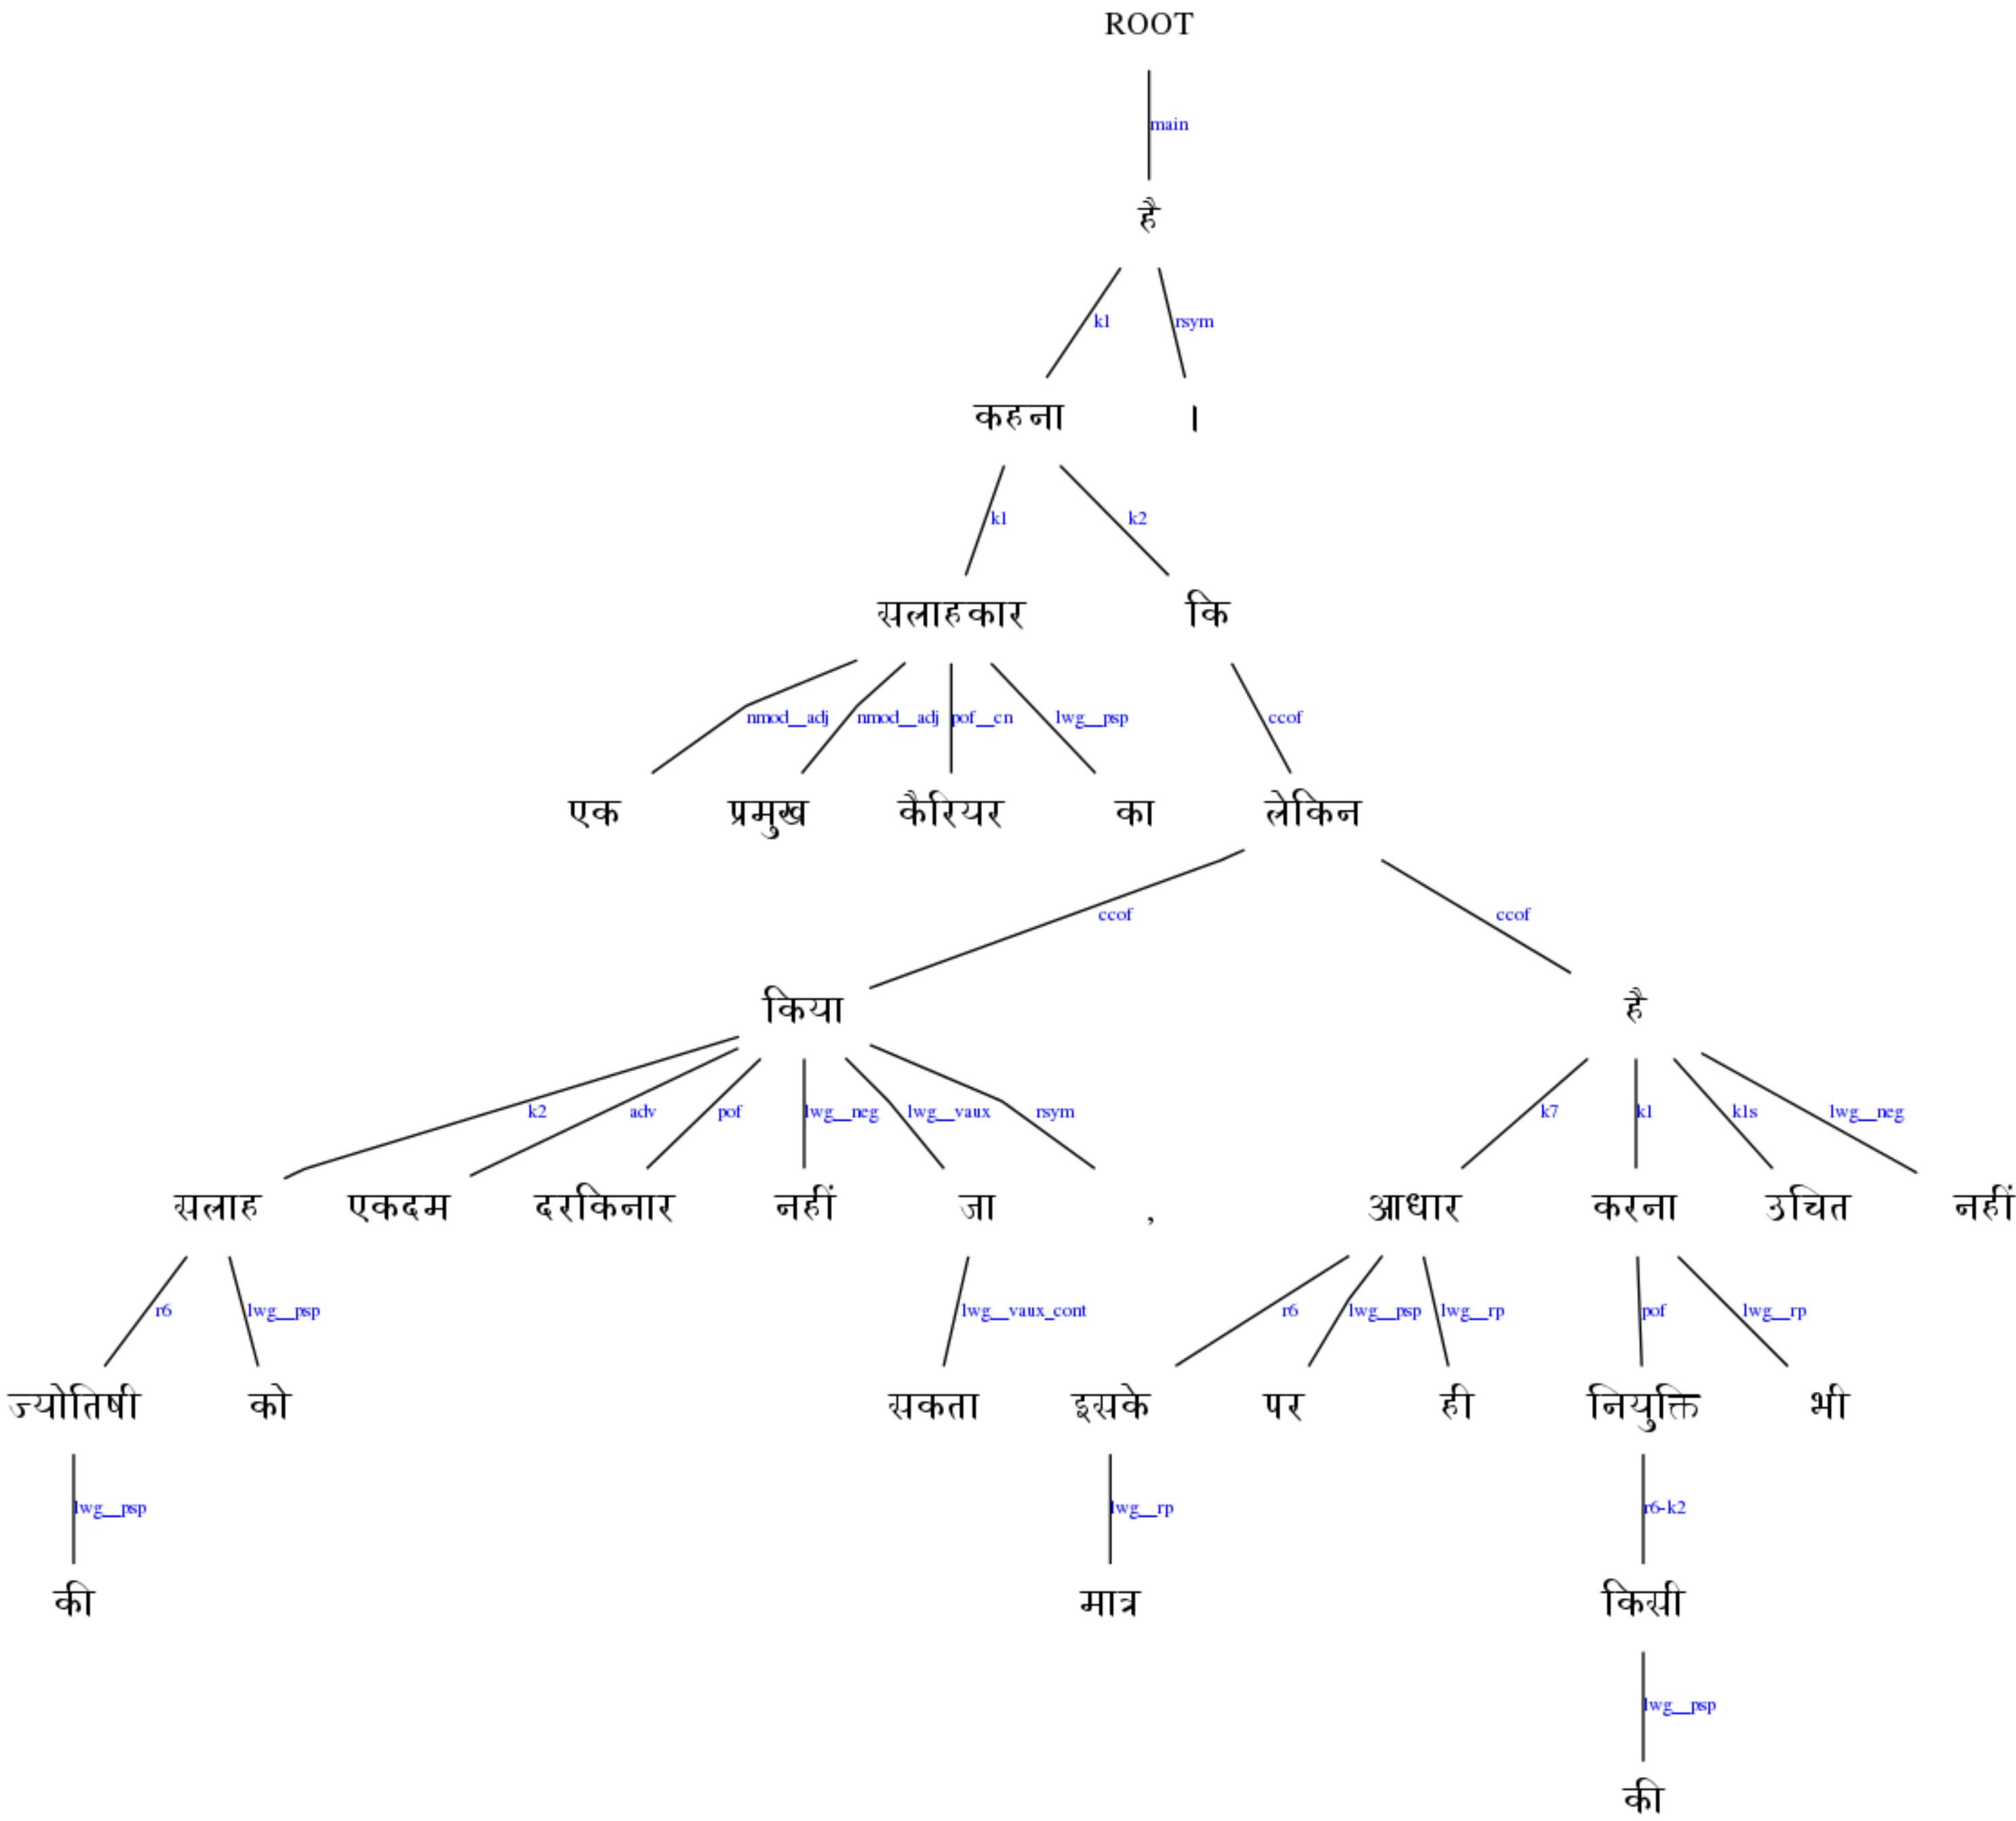 ROOT
main
है
k1 rsym
कहना ।
k1 k2
सलाहकार कि
nmod__adj nmod__adj pof__cn lwg__psp ccof
एक प्रमुख कैरियर का लेकिन
ccof ccof
किया है
k2 adv pof lwg__neg lwg__vaux rsym k7 k1 k1s lwg__neg
सलाह एकदम दरकिनार नहीं जा , आधार करना उचित नहीं
r6 lwg__psp lwg__vaux_cont r6 lwg__psp lwg__rp pof lwg__rp
ज्योतिषी को सकता इसके पर ही नियुक्ति भी
lwg__psp lwg__rp r6-k2
की मात्र किसी
lwg__psp
की